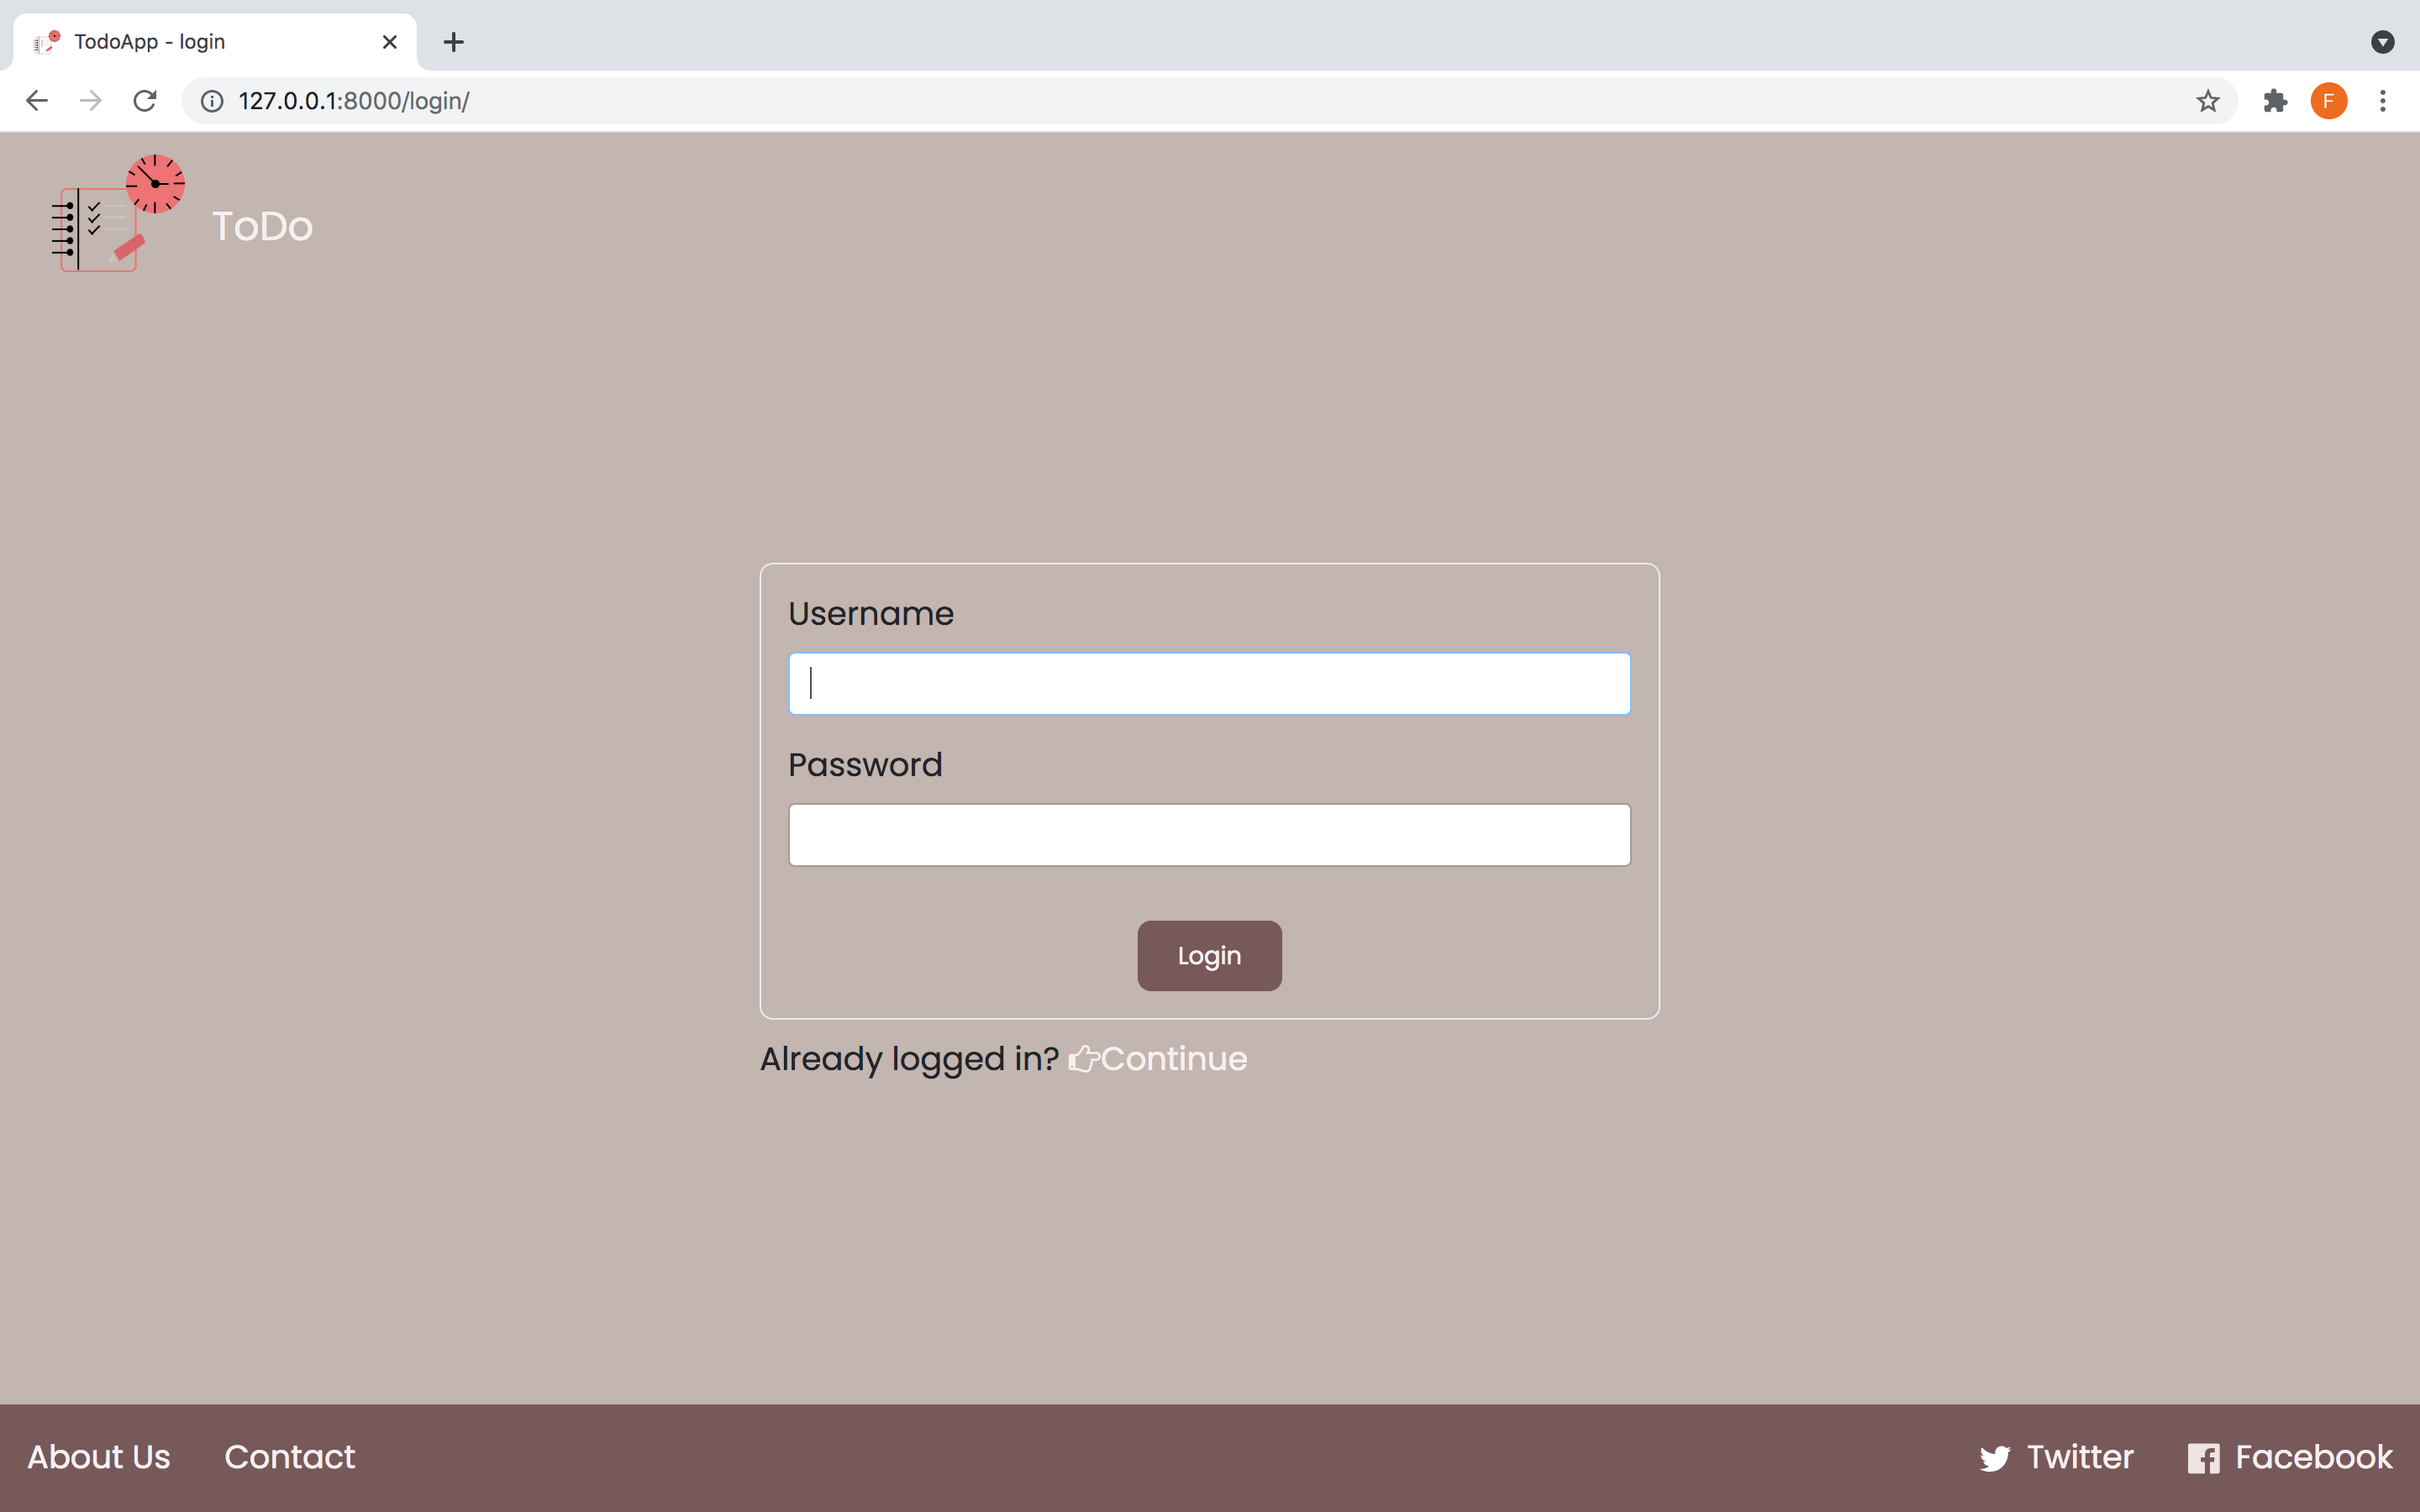 TodoApp - login
127.0.0.1:8000/login/
F
ToDo
Username
Password
Login
Already logged in? Continue
About Us Contact Twitter Facebook